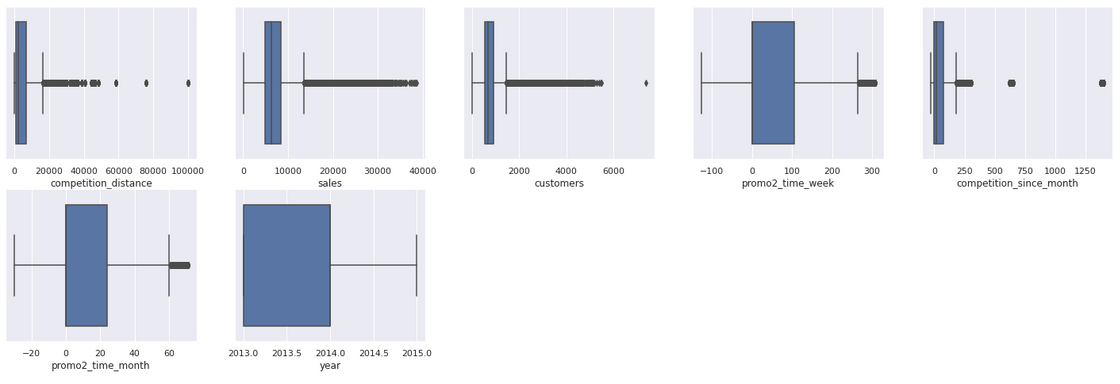 0 20000 40000 60000 80000 100000
competition_distance
0 10000 20000 30000 40000
sales
0 2000 4000 6000
customers
−100 0 100 200 300
promo2_time_week
0 250 500 750 1000 1250
competition_since_month
−20 0 20 40 60
promo2_time_month
2013.0 2013.5 2014.0 2014.5 2015.0
year